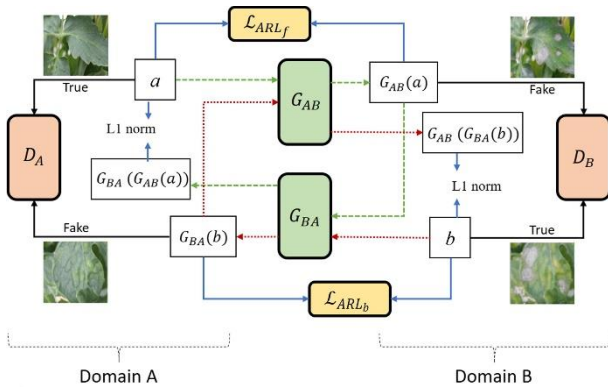 ℒ_{ARL_f}
a
G_{AB}(a)
True
Fake
G_{AB}
L1 norm
D_A
G_{AB} (G_{BA}(b))
D_B
G_{BA} (G_{AB}(a))
L1 norm
G_{BA}
Fake
G_{BA}(b)
b
True
ℒ_{ARL_b}
Domain A
Domain B